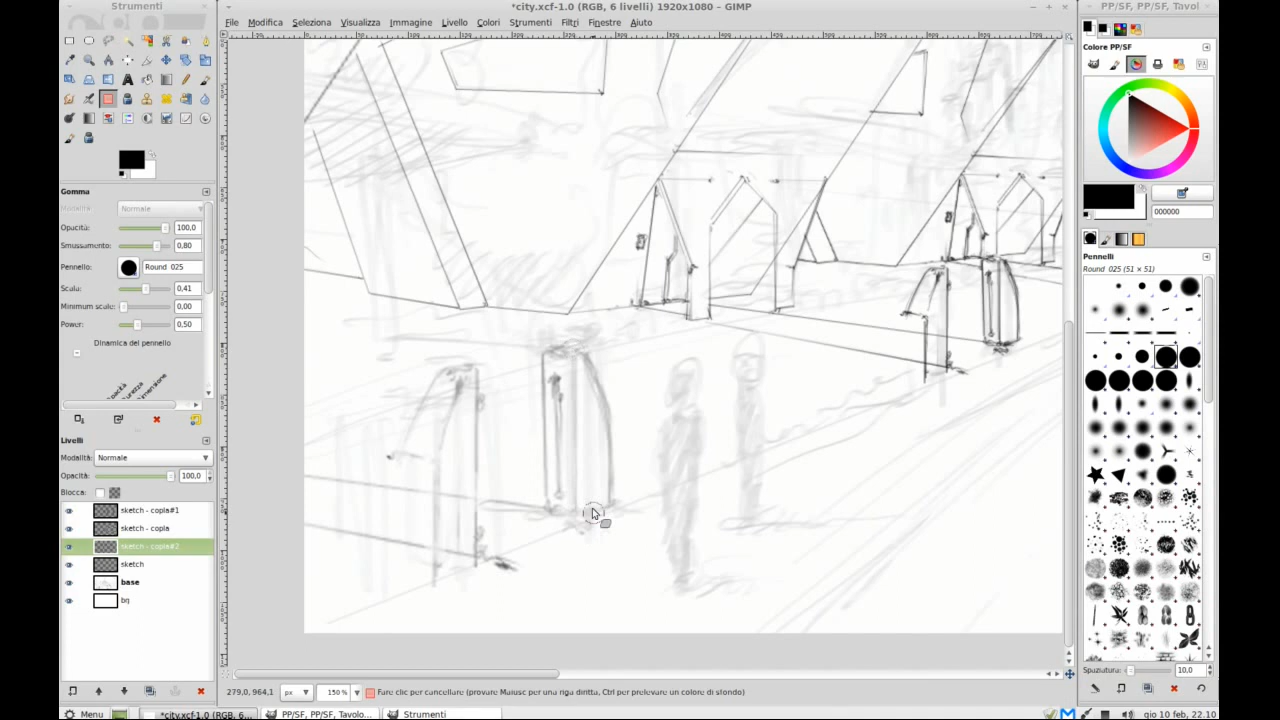 Strumenti
*city.xcf-1.0 (RGB, 6 livelli) 1920x1080 – GIMP
PP/SF, PP/SF, Tavol
File Modifica Seleziona Visualizza Immagine Livello Colori Strumenti Filtri Finestre Aiuto
Colore PP/SF
Gomma
Modalità: Normale
Opacità: 100,0
Smussamento: 0,80
Pennello: Round 025
Scala: 0,41
Minimum scale: 0,00
Power: 0,50
Dinamica del pennello
000000
Pennelli
Round 025 (51 × 51)
Livelli
Modalità: Normale
Opacità: 100,0
Blocca:
sketch - copia#1
sketch - copia
sketch - copia#2
sketch
base
bg
Spaziatura: 10,0
279,0, 964,1 px 150 % Fare clic per cancellare (provare Maiusc per una riga diritta, Ctrl per prelevare un colore di sfondo)
Menu *city.xcf-1.0 (RGB, 6... PP/SF, PP/SF, Tavolo... Strumenti gio 10 feb, 22.10